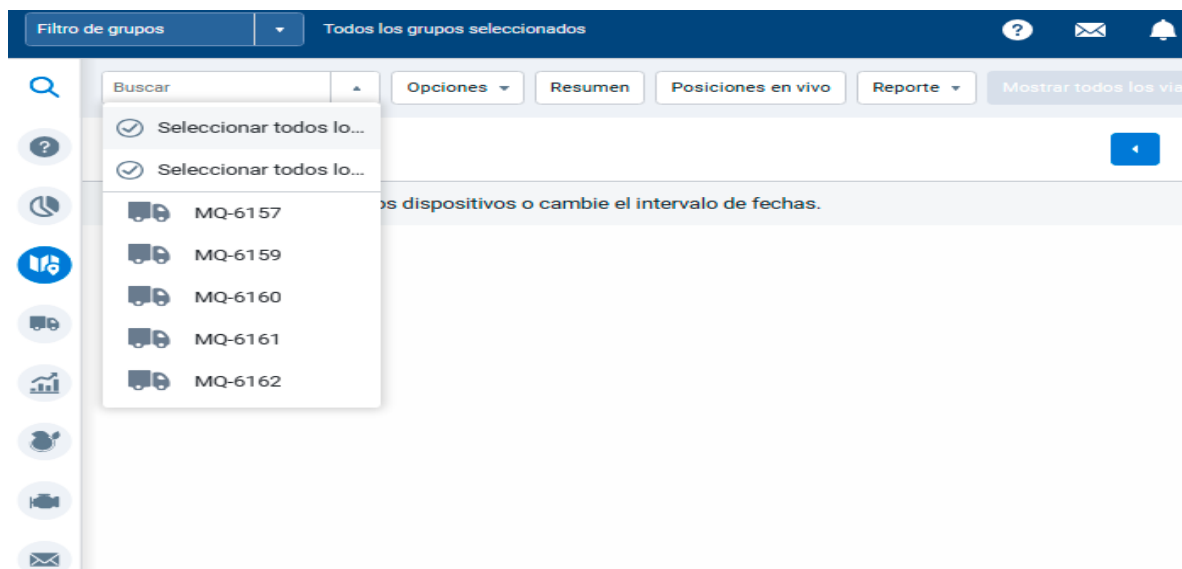 Filtro de grupos
Todos los grupos seleccionados
?
Buscar
Opciones
Resumen
Posiciones en vivo
Reporte
Mostrar todos los via
Seleccionar todos lo...
Seleccionar todos lo...
os dispositivos o cambie el intervalo de fechas.
MQ-6157
MQ-6159
MQ-6160
MQ-6161
MQ-6162
?